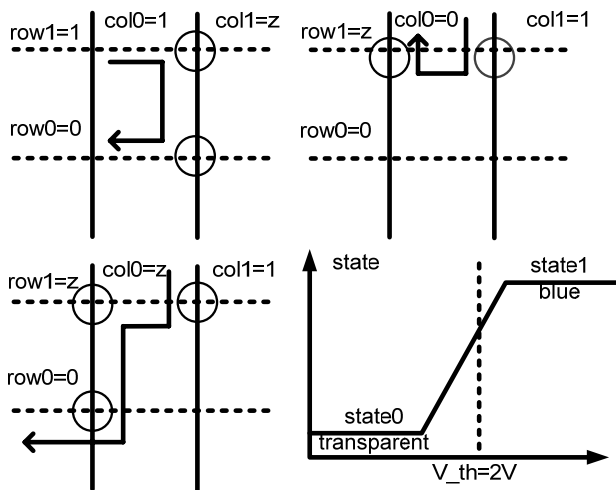 row1=1 col0=1 col1=z
row0=0
row1=z col0=0 col1=1
row0=0
row1=z col0=z col1=1
row0=0
state
state1
blue
state0
transparent
V_th=2V